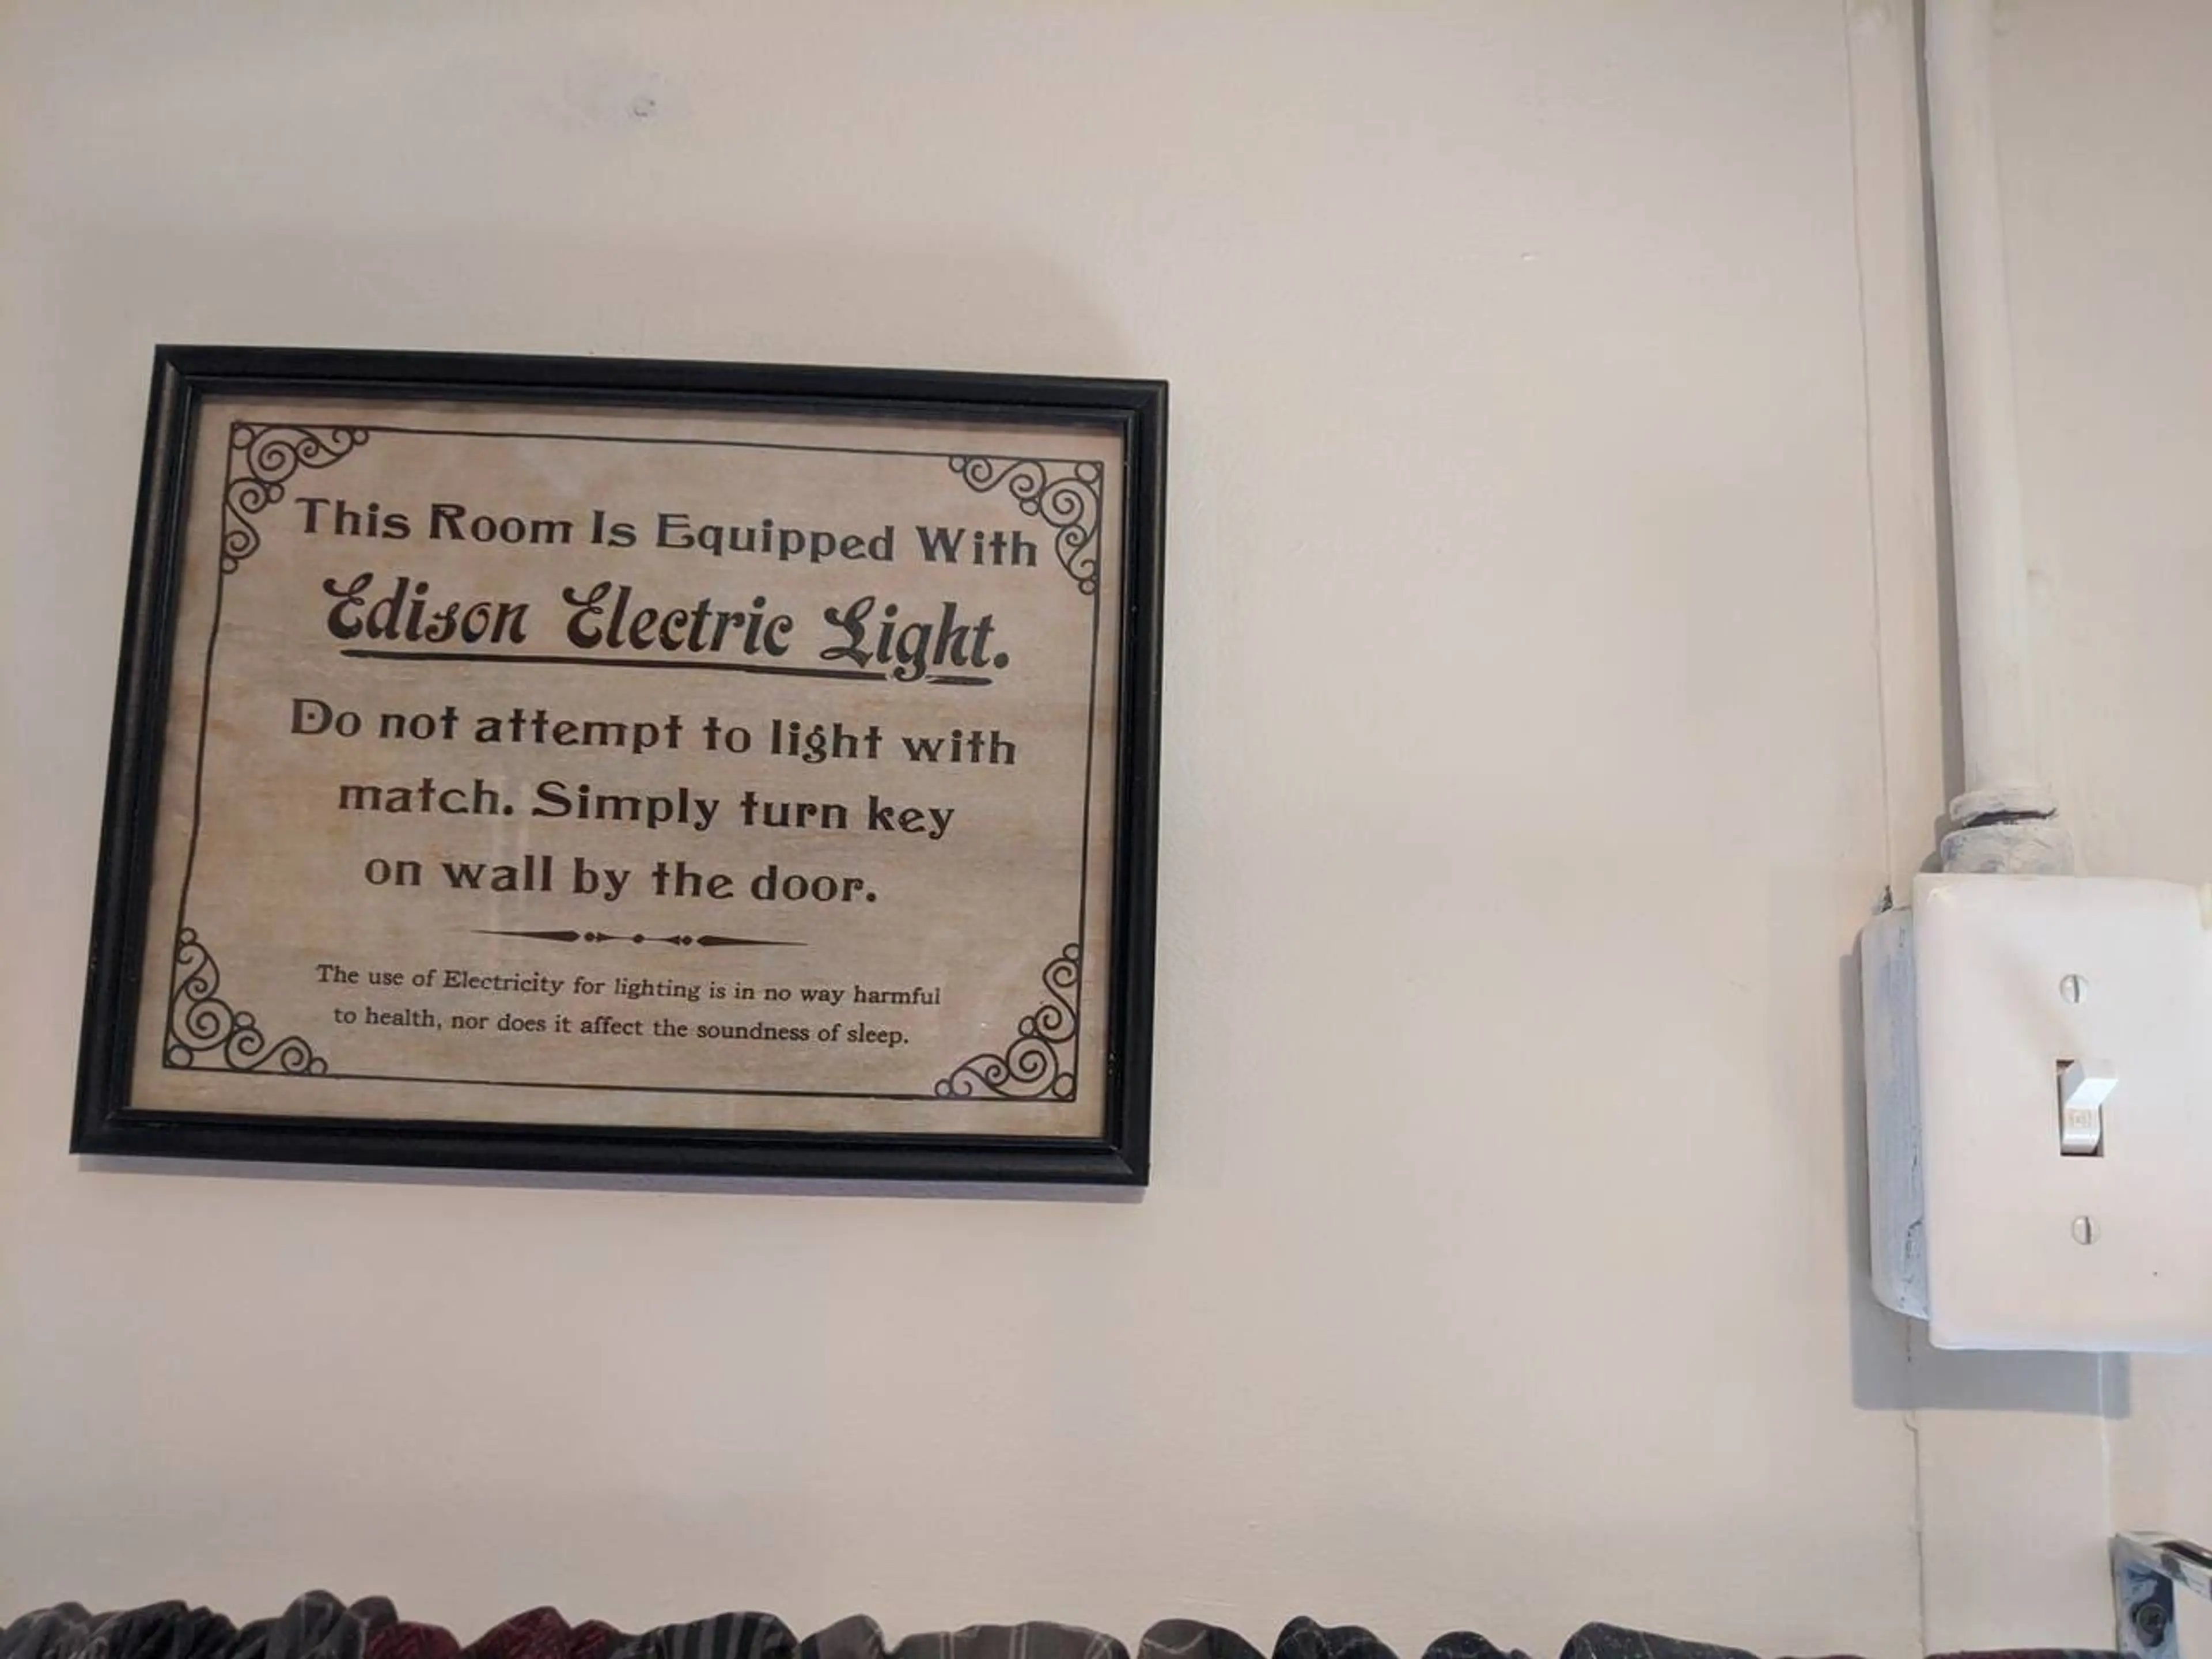 This Room Is Equipped With
Edison Electric Light.
Do not attempt to light with
match. Simply turn key
on wall by the door.
The use of Electricity for lighting is in no way harmful
to health, nor does it affect the soundness of sleep.